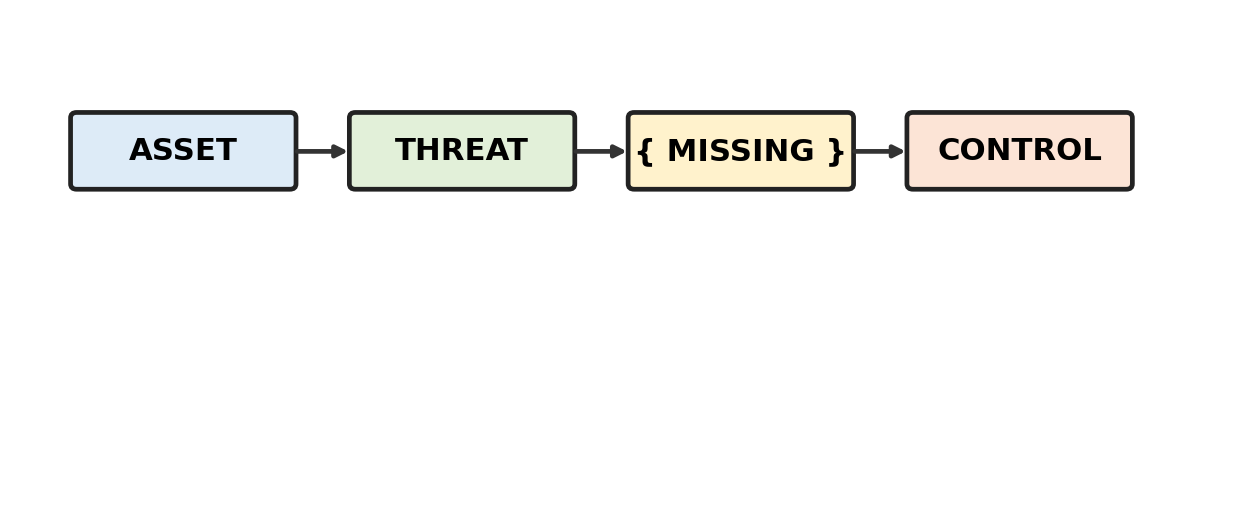 ASSET THREAT { MISSING } CONTROL